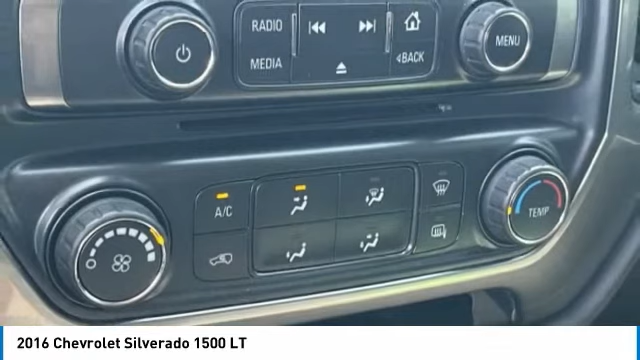 RADIO
MENU
MEDIA
BACK
A/C
TEMP
2016 Chevrolet Silverado 1500 LT